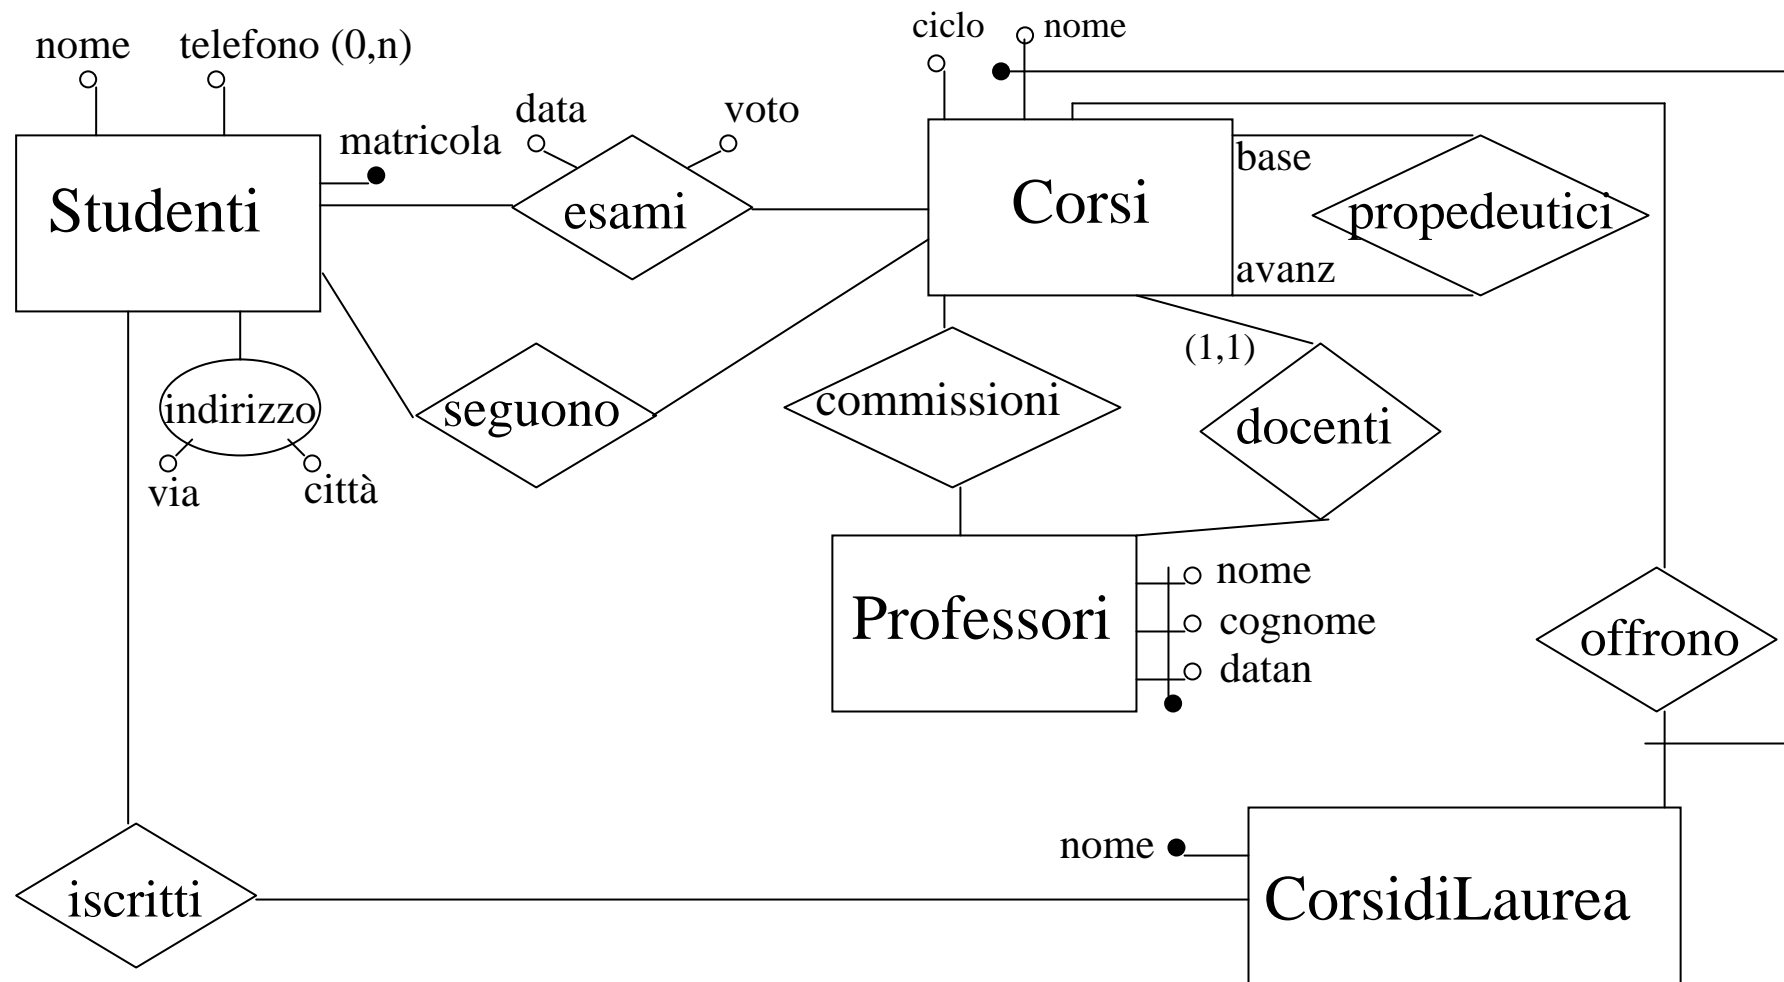 ciclo
nome
nome
telefono (0,n)
data
voto
matricola
base
Studenti
esami
Corsi
propedeutici
avanz
(1,1)
indirizzo
seguono
commissioni
docenti
via
città
nome
Professori
cognome
offrono
datan
nome
iscritti
CorsidiLaurea